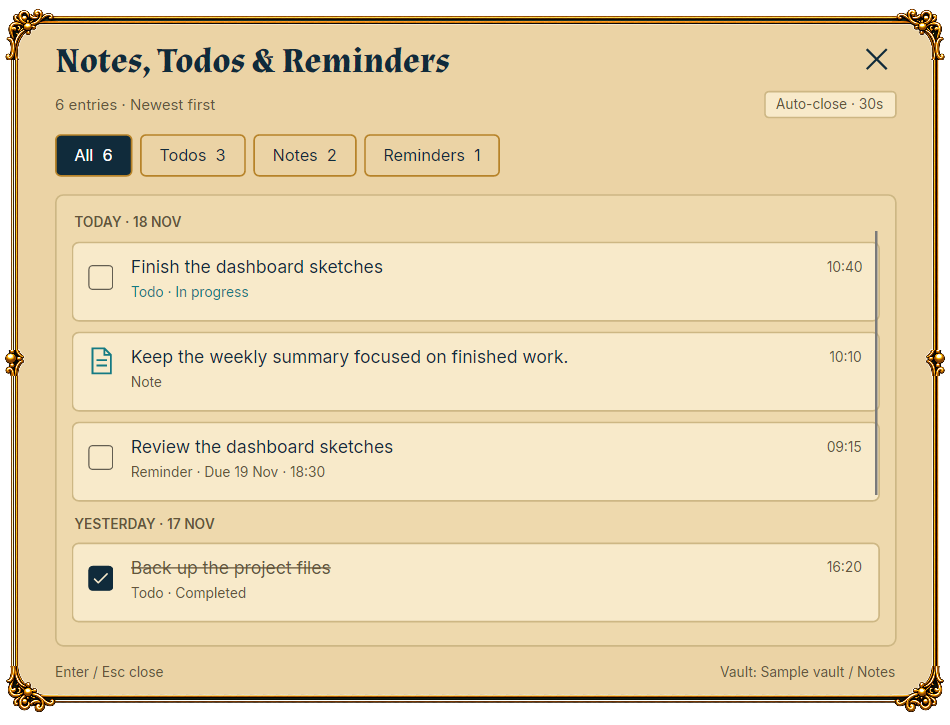 Notes, Todos & Reminders
6 entries · Newest first
Auto-close · 30s
All 6
Todos 3
Notes 2
Reminders 1
TODAY · 18 NOV
Finish the dashboard sketches
10:40
Todo · In progress
Keep the weekly summary focused on finished work.
10:10
Note
Review the dashboard sketches
09:15
Reminder · Due 19 Nov · 18:30
YESTERDAY · 17 NOV
Back up the project files
16:20
Todo · Completed
Enter / Esc close
Vault: Sample vault / Notes